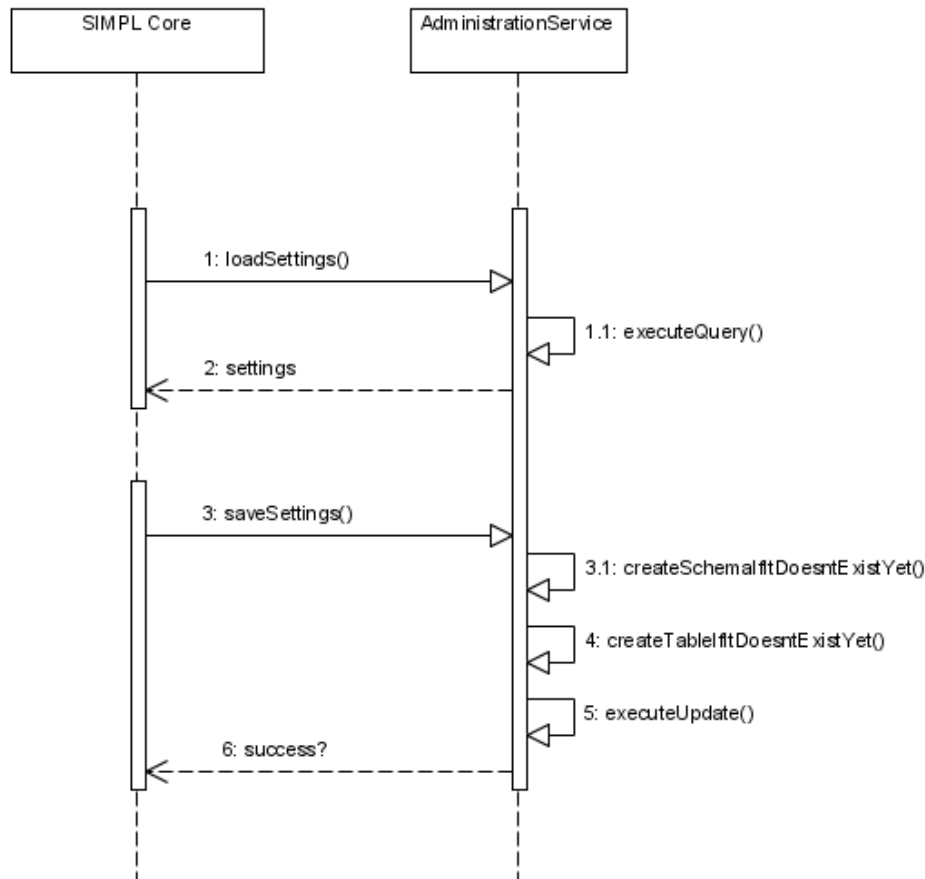 SIMPL Core
AdministrationService
1: loadSettings()
1.1: executeQuery()
2: settings
3: saveSettings()
3.1: createSchemaIfItDoesntExistYet()
4: createTableIfItDoesntExistYet()
5: executeUpdate()
6: success?